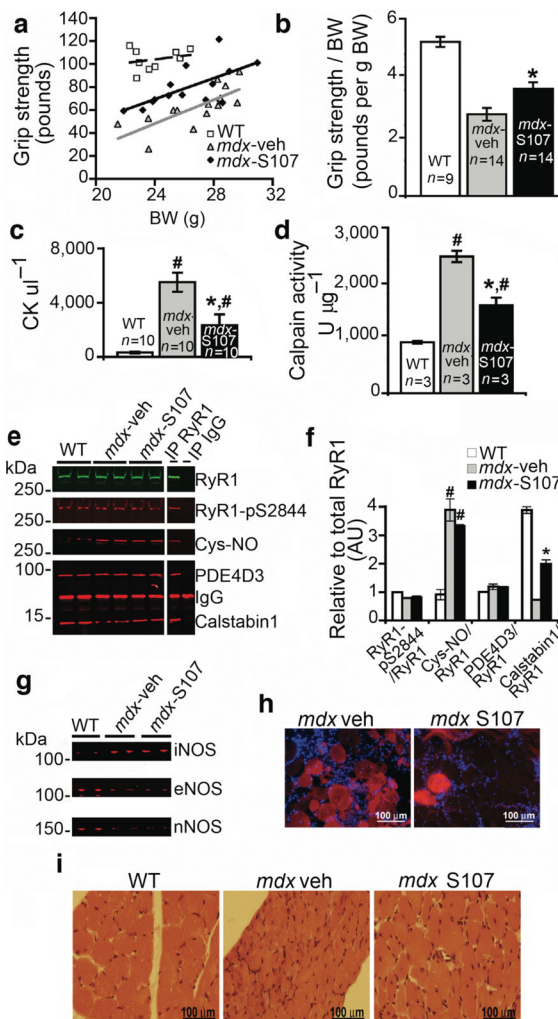 a
Grip strength
(pounds)
120
100
80
60
40
20
0
21
24
27
30
33
BW (g)
WT
mdx-veh
mdx-S107
b
Grip strength / BW
(pounds per g BW)
6
4
2
0
WT
n=9
mdx-
veh
n=14
*
mdx-
S107
n=14
c
CK ul⁻¹
8,000
4,000
0
WT
n=10
#
mdx-
veh
n=10
*,#
mdx-
S107
n=10
d
Calpain activity
U µg⁻¹
3,000
2,000
1,000
0
WT
n=3
#
mdx-
veh
n=3
*,#
mdx-
S107
n=3
e
WT
mdx-veh
mdx-S107
IP RyR1
IP IgG
kDa
250
RyR1
250
RyR1-pS2844
250
Cys-NO
100
PDE4D3
IgG
15
Calstabin1
f
WT
mdx-veh
mdx-S107
Relative to total RyR1
(AU)
4
2
1
0
#
#
*
RyR1-
pS2844
/RyR1
Cys-NO/
RyR1
PDE4D3/
RyR1
Calstabin1/
RyR1
g
WT
mdx-veh
mdx-S107
kDa
100
iNOS
100
eNOS
150
nNOS
h
mdx veh
mdx S107
100 µm
100 µm
i
WT
mdx veh
mdx S107
100 µm
100 µm
100 µm